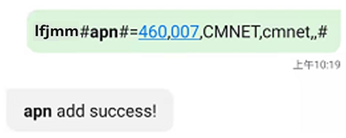 lfjmm#apn#=460,007,CMNET,cmnet,,#
上午10:19
apn add success!